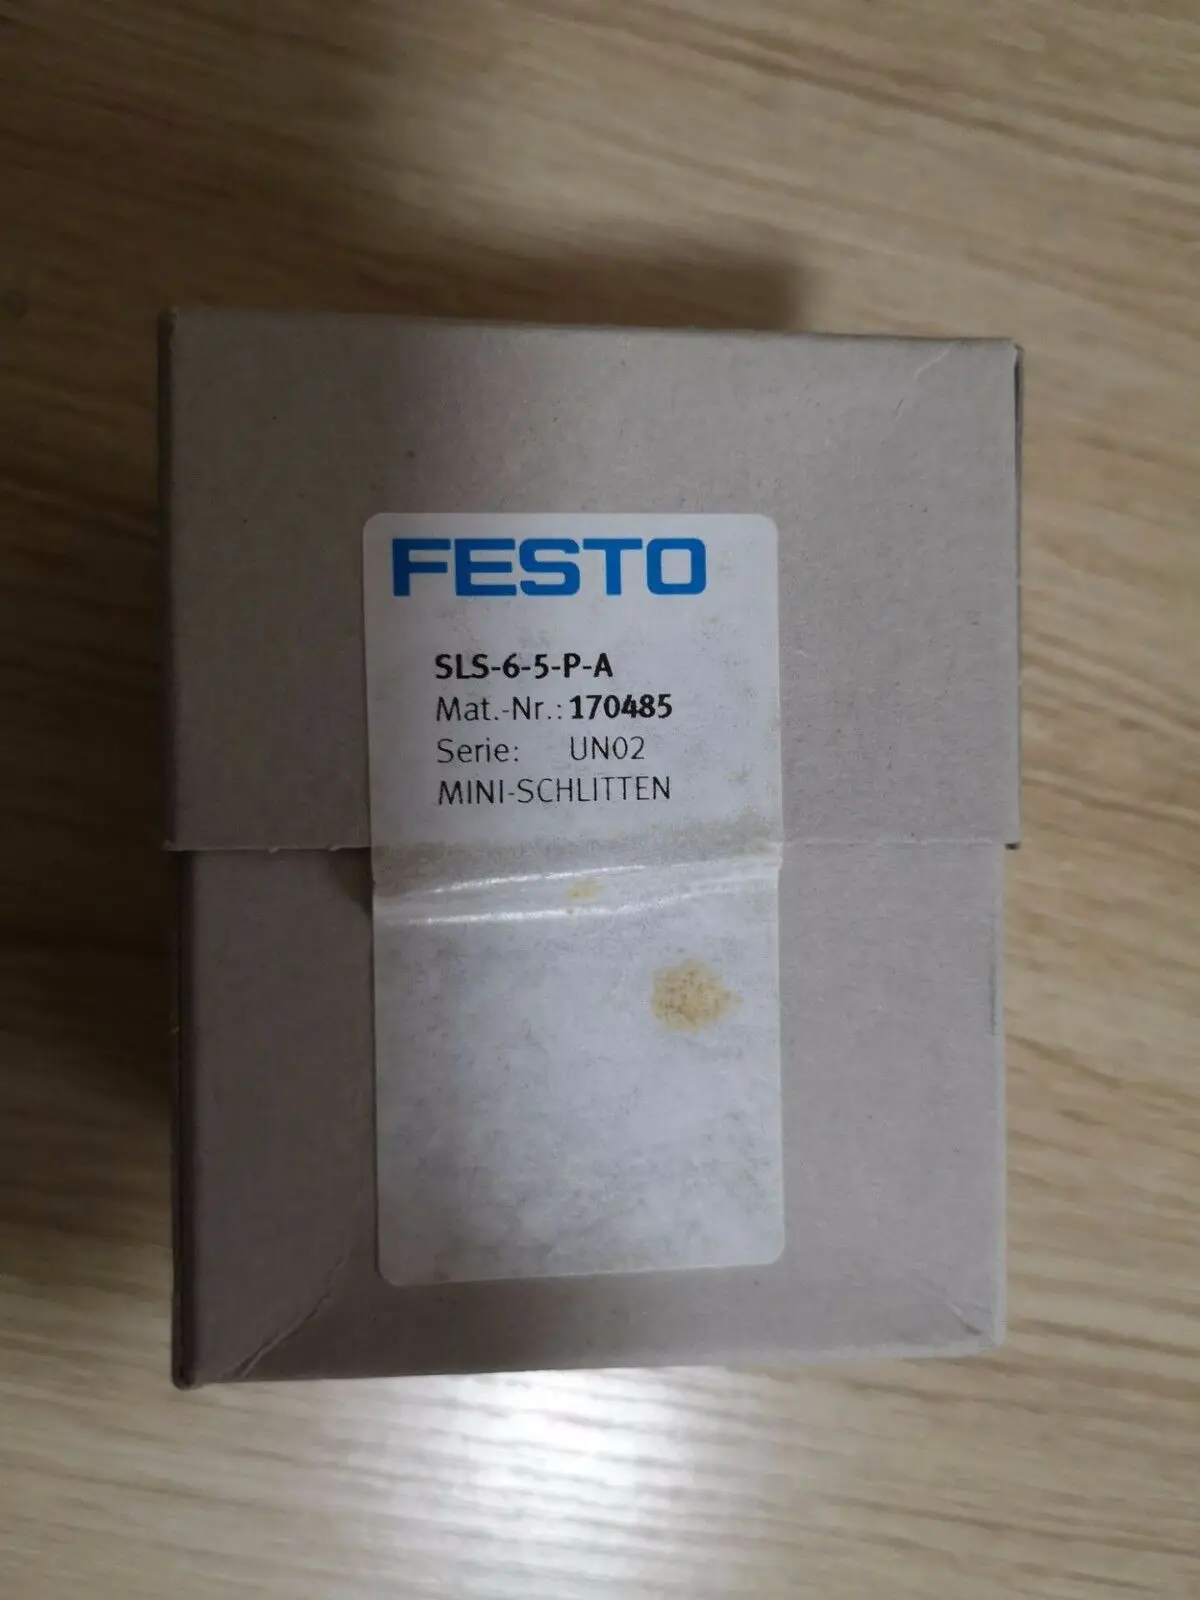 FESTO
SLS-6-5-P-A
Mat.-Nr.: 170485
Serie: UN02
MINI-SCHLITTEN